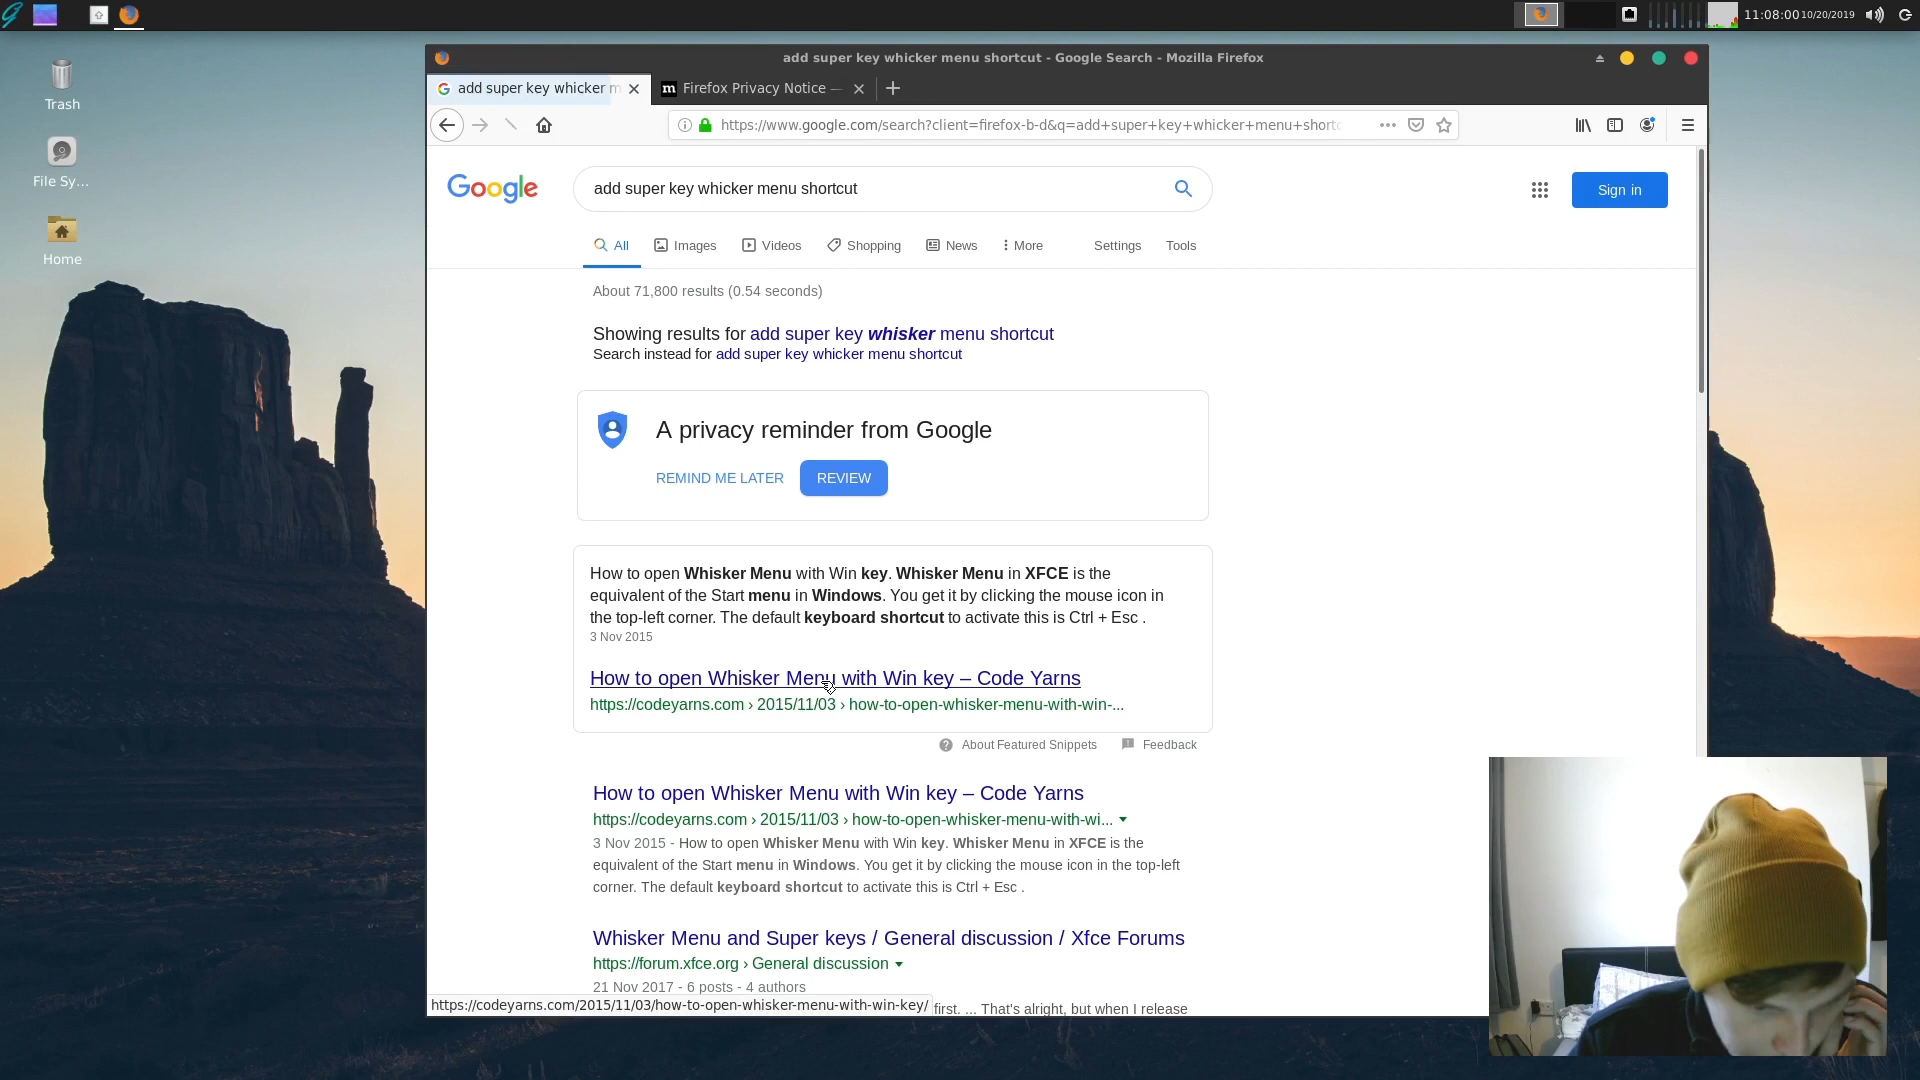 11:08:00 10/20/2019
Trash
File Sy...
Home
add super key whicker menu shortcut - Google Search - Mozilla Firefox
add super key whicker m
Firefox Privacy Notice —
https://www.google.com/search?client=firefox-b-d&q=add+super+key+whicker+menu+shortc
Google
add super key whicker menu shortcut
Sign in
All Images Videos Shopping News More Settings Tools
About 71,800 results (0.54 seconds)
Showing results for add super key whisker menu shortcut
Search instead for add super key whicker menu shortcut
A privacy reminder from Google
REMIND ME LATER REVIEW
How to open Whisker Menu with Win key. Whisker Menu in XFCE is the
equivalent of the Start menu in Windows. You get it by clicking the mouse icon in
the top-left corner. The default keyboard shortcut to activate this is Ctrl + Esc .
3 Nov 2015
How to open Whisker Menu with Win key – Code Yarns
https://codeyarns.com › 2015/11/03 › how-to-open-whisker-menu-with-win-...
About Featured Snippets Feedback
How to open Whisker Menu with Win key – Code Yarns
https://codeyarns.com › 2015/11/03 › how-to-open-whisker-menu-with-wi...
3 Nov 2015 - How to open Whisker Menu with Win key. Whisker Menu in XFCE is the
equivalent of the Start menu in Windows. You get it by clicking the mouse icon in the top-left
corner. The default keyboard shortcut to activate this is Ctrl + Esc .
Whisker Menu and Super keys / General discussion / Xfce Forums
https://forum.xfce.org › General discussion
21 Nov 2017 - 6 posts - 4 authors
first. ... That's alright, but when I release
https://codeyarns.com/2015/11/03/how-to-open-whisker-menu-with-win-key/